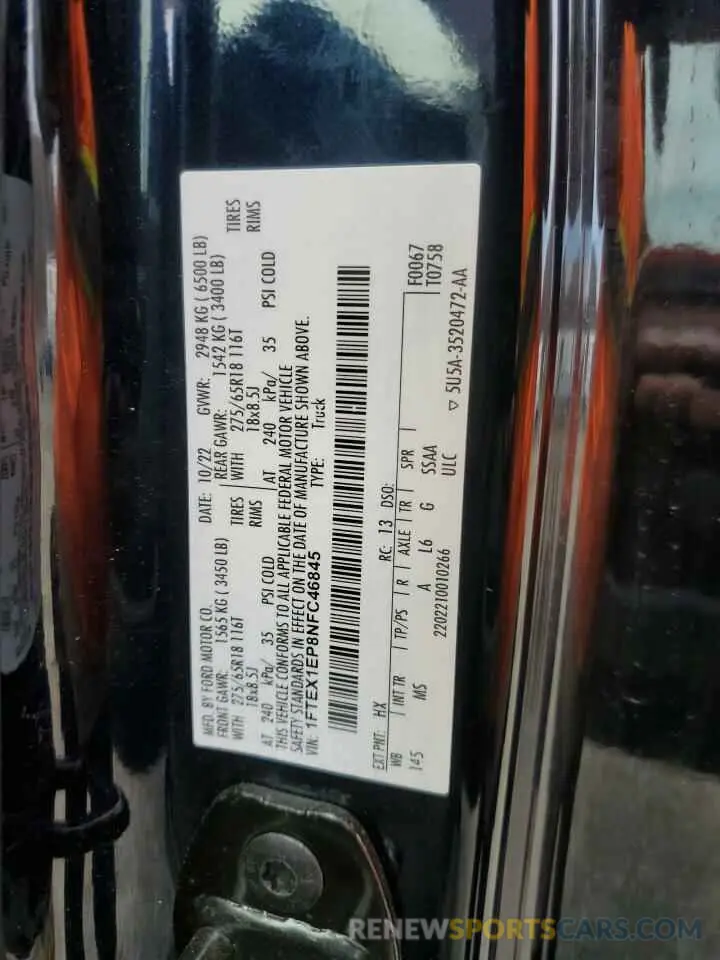 MFD. BY FORD MOTOR CO. DATE: 10/22 GVWR: 2948 KG ( 6500 LB)
FRONT GAWR: 1565 KG ( 3450 LB) REAR GAWR: 1542 KG ( 3400 LB)
WITH 275/65R18 116T TIRES WITH 275/65R18 116T TIRES
18x8.5J RIMS 18x8.5J RIMS
AT 240 kPa/ 35 PSI COLD AT 240 kPa/ 35 PSI COLD
THIS VEHICLE CONFORMS TO ALL APPLICABLE FEDERAL MOTOR VEHICLE
SAFETY STANDARDS IN EFFECT ON THE DATE OF MANUFACTURE SHOWN ABOVE.
VIN: 1FTEX1EP8NFC46845 TYPE: Truck
EXT PNT: HX RC: 13 DSO: F0067
WB INT TR TP/PS R AXLE TR SPR T0758
145 MS A L6 G SSAA
2202210010266 ULC 5U5A-3520472-AA
RENEWSPORTSCARS.COM